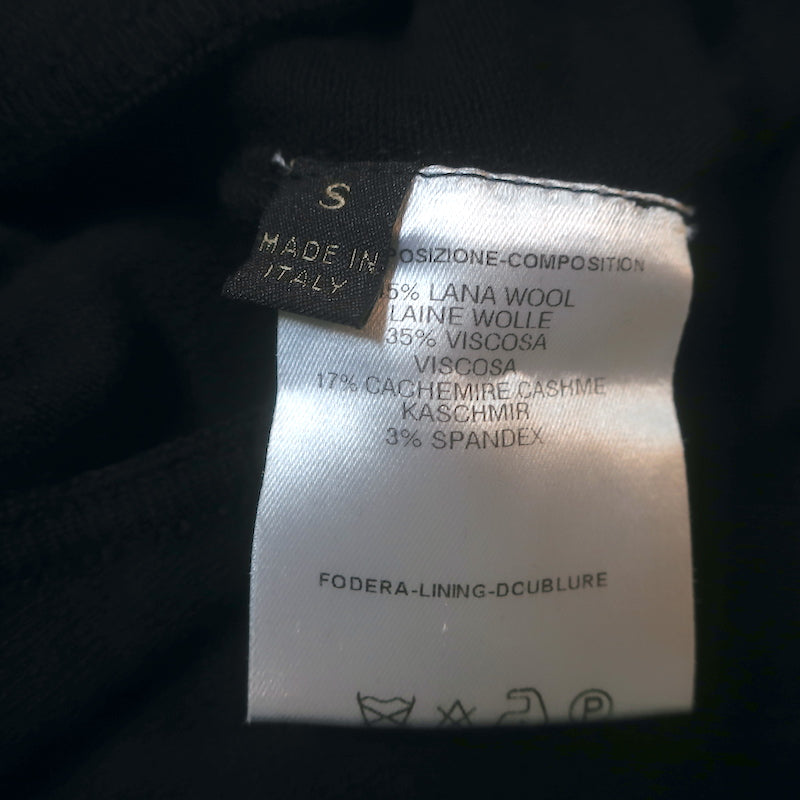 S
MADE IN
ITALY
POSIZIONE-COMPOSITION
5% LANA WOOL
LAINE WOLLE
35% VISCOSA
VISCOSA
17% CACHEMIRE CASHME
KASCHMIR
3% SPANDEX
FODERA-LINING-DCUBLURE
P